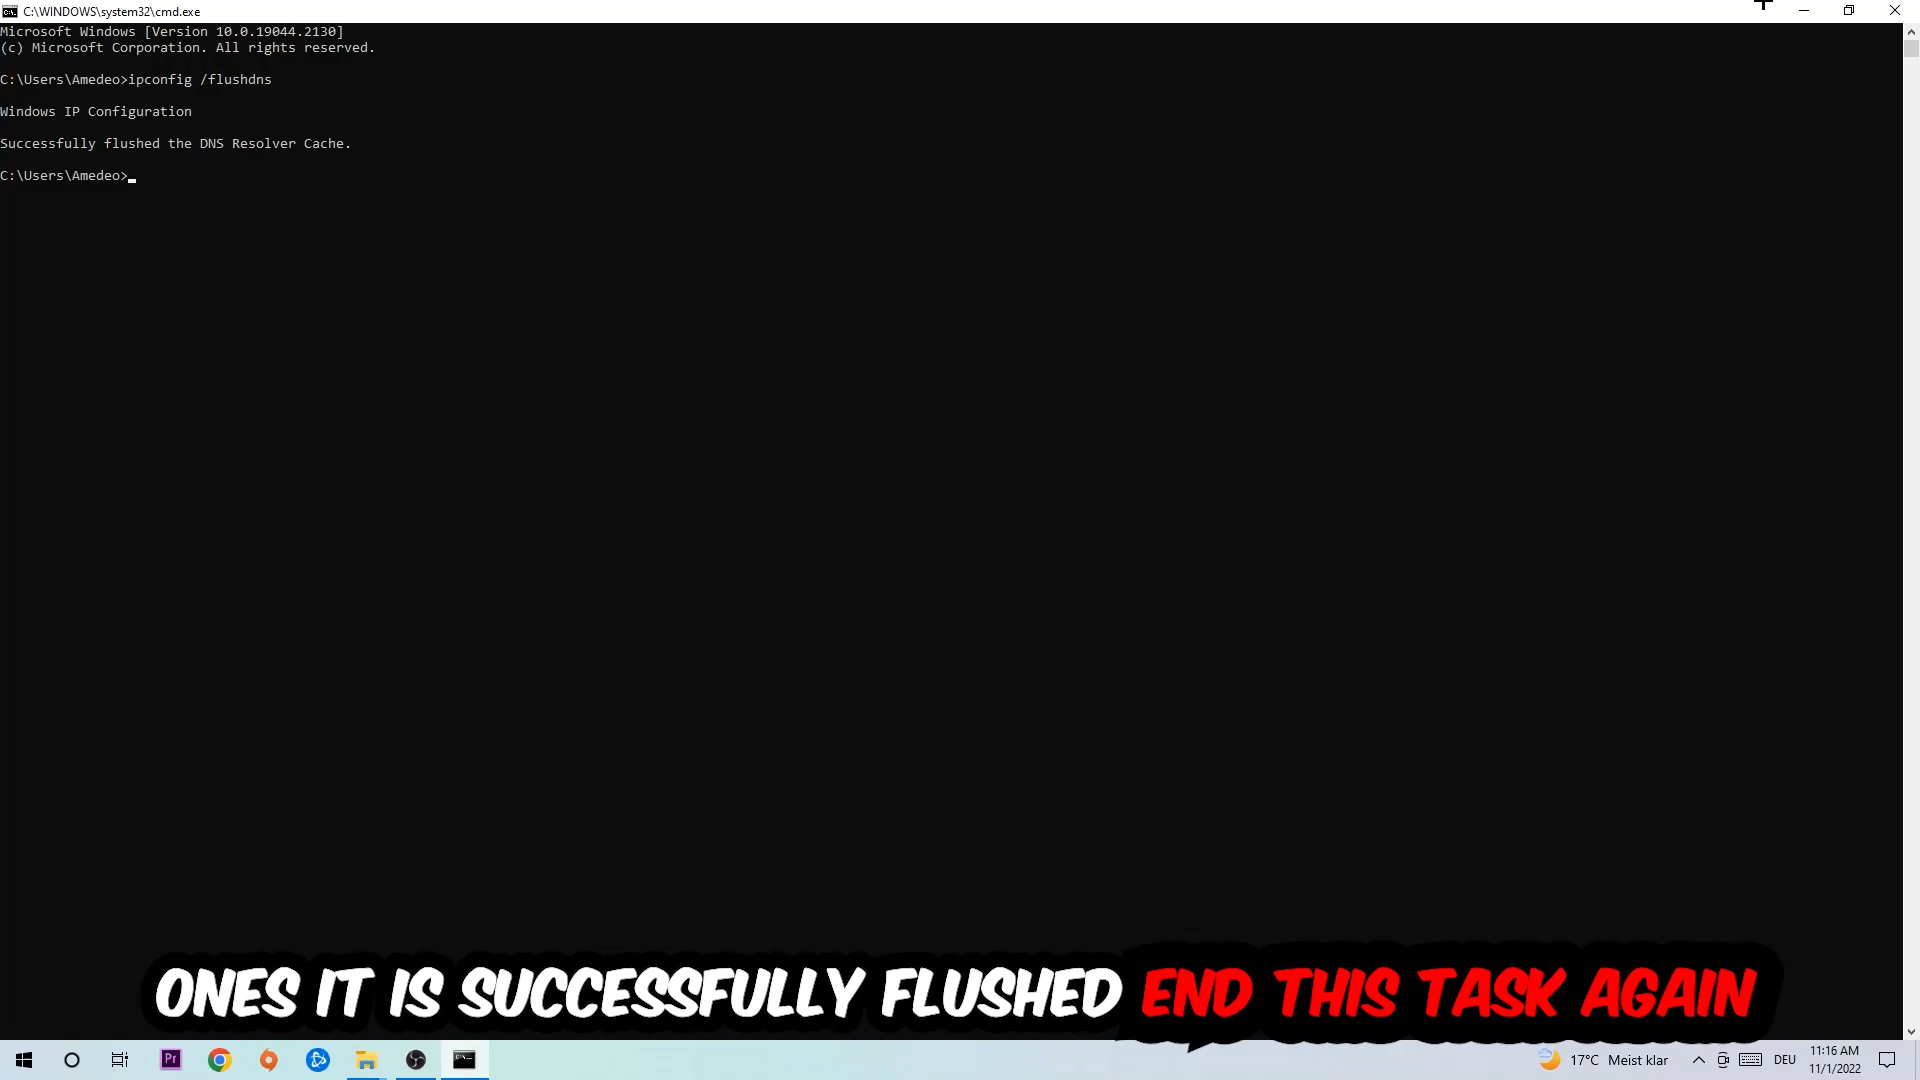 C:\WINDOWS\system32\cmd.exe
Microsoft Windows [Version 10.0.19044.2130]
(c) Microsoft Corporation. All rights reserved.
C:\Users\Amedeo>ipconfig /flushdns
Windows IP Configuration
Successfully flushed the DNS Resolver Cache.
C:\Users\Amedeo>
ONES IT IS SUCCESSFULLY FLUSHED END THIS TASK AGAIN
Pr
17°C Meist klar
DEU
11:16 AM
11/1/2022